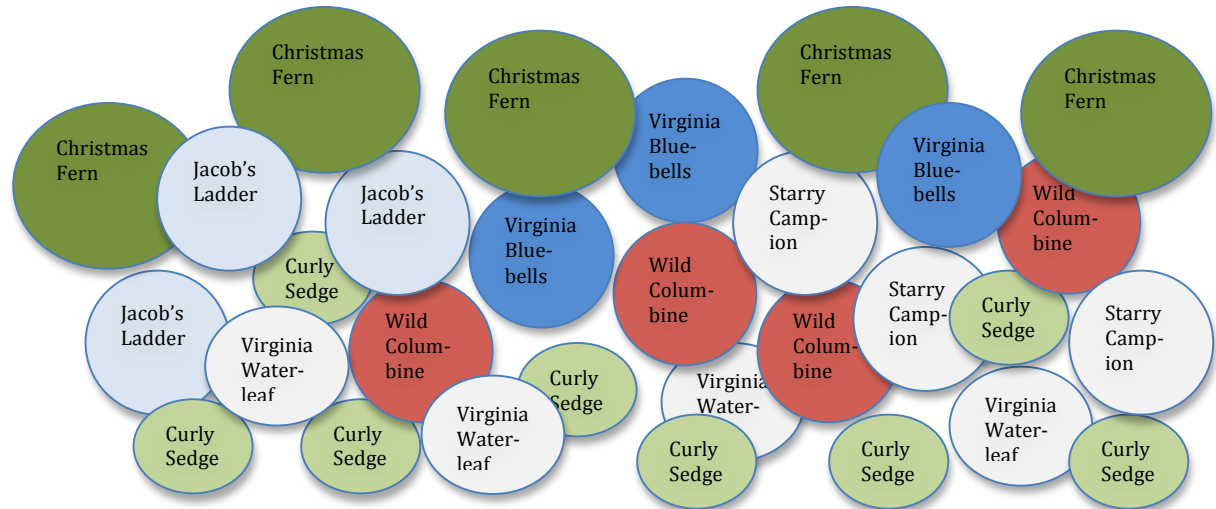 Christmas
Fern
Christmas
Fern
Christmas
Fern
Christmas
Fern
Christmas
Fern
Virginia
Blue-
bells
Virginia
Blue-
bells
Jacob's
Ladder
Jacob's
Ladder
Starry
Camp-
ion
Wild
Colum-
bine
Virginia
Blue-
bells
Curly
Sedge
Wild
Colum-
bine
Starry
Camp-
ion
Curly
Sedge
Starry
Camp-
ion
Jacob's
Ladder
Virginia
Water-
leaf
Wild
Colum-
bine
Wild
Colum-
bine
Curly
Sedge
Virginia
Water-
Virginia
Water-
leaf
Virginia
Water-
leaf
Curly
Sedge
Curly
Sedge
Curly
Sedge
Curly
Sedge
Curly
Sedge